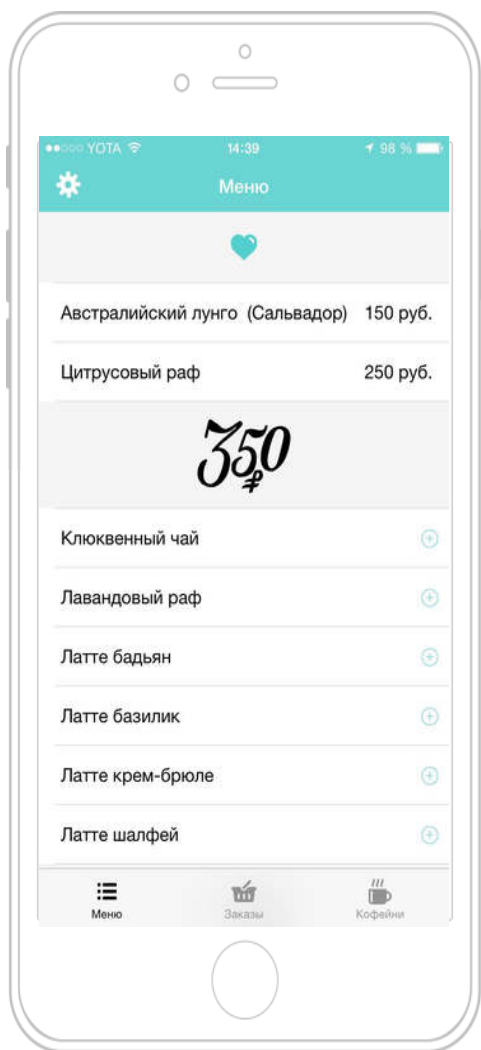 YOTA 14:39 98 %
Меню
Австралийский лунго (Сальвадор) 150 руб.
Цитрусовый раф 250 руб.
350 ₽
Клюквенный чай
Лавандовый раф
Латте бадьян
Латте базилик
Латте крем-брюле
Латте шалфей
Меню Заказы Кофейни